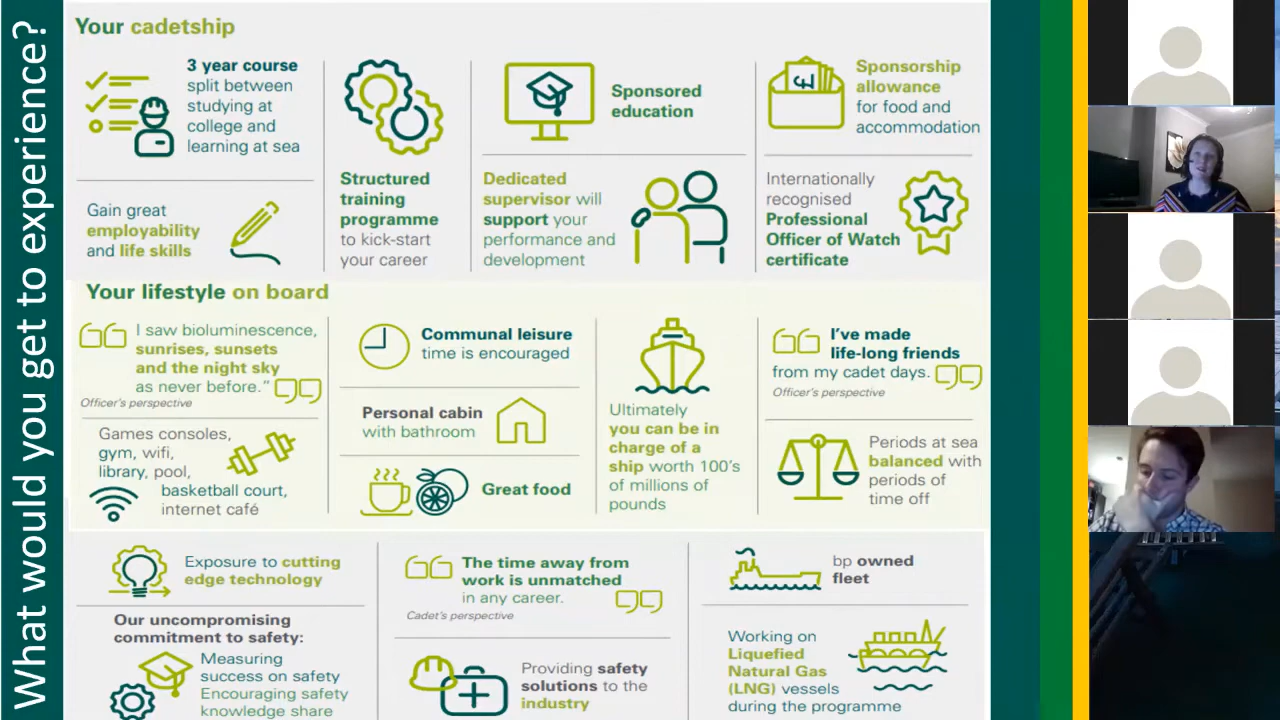 What would you get to experience?
Your cadetship
3 year course
split between
studying at
college and
learning at sea
Gain great
employability
and life skills
Structured
training
programme
to kick-start
your career
Sponsored
education
Dedicated
supervisor will
support your
performance and
development
Sponsorship
allowance
for food and
accommodation
Internationally
recognised
Professional
Officer of Watch
certificate
Your lifestyle on board
I saw bioluminescence,
sunrises, sunsets
and the night sky
as never before.”
Officer's perspective
Games consoles,
gym, wifi,
library, pool,
basketball court,
internet café
Communal leisure
time is encouraged
Personal cabin
with bathroom
Great food
Ultimately
you can be in
charge of a
ship worth 100's
of millions of
pounds
I've made
life-long friends
from my cadet days.
Officer's perspective
Periods at sea
balanced with
periods of
time off
Exposure to cutting
edge technology
Our uncompromising
commitment to safety:
Measuring
success on safety
Encouraging safety
knowledge share
The time away from
work is unmatched
in any career.
Cadet's perspective
Providing safety
solutions to the
industry
bp owned
fleet
Working on
Liquefied
Natural Gas
(LNG) vessels
during the programme